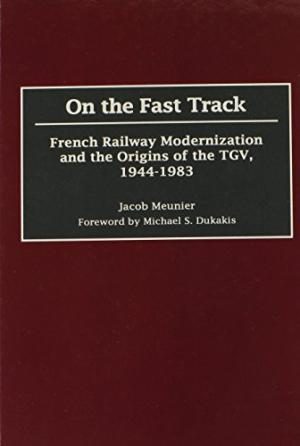 On the Fast Track
French Railway Modernization
and the Origins of the TGV,
1944-1983
Jacob Meunier
Foreword by Michael S. Dukakis